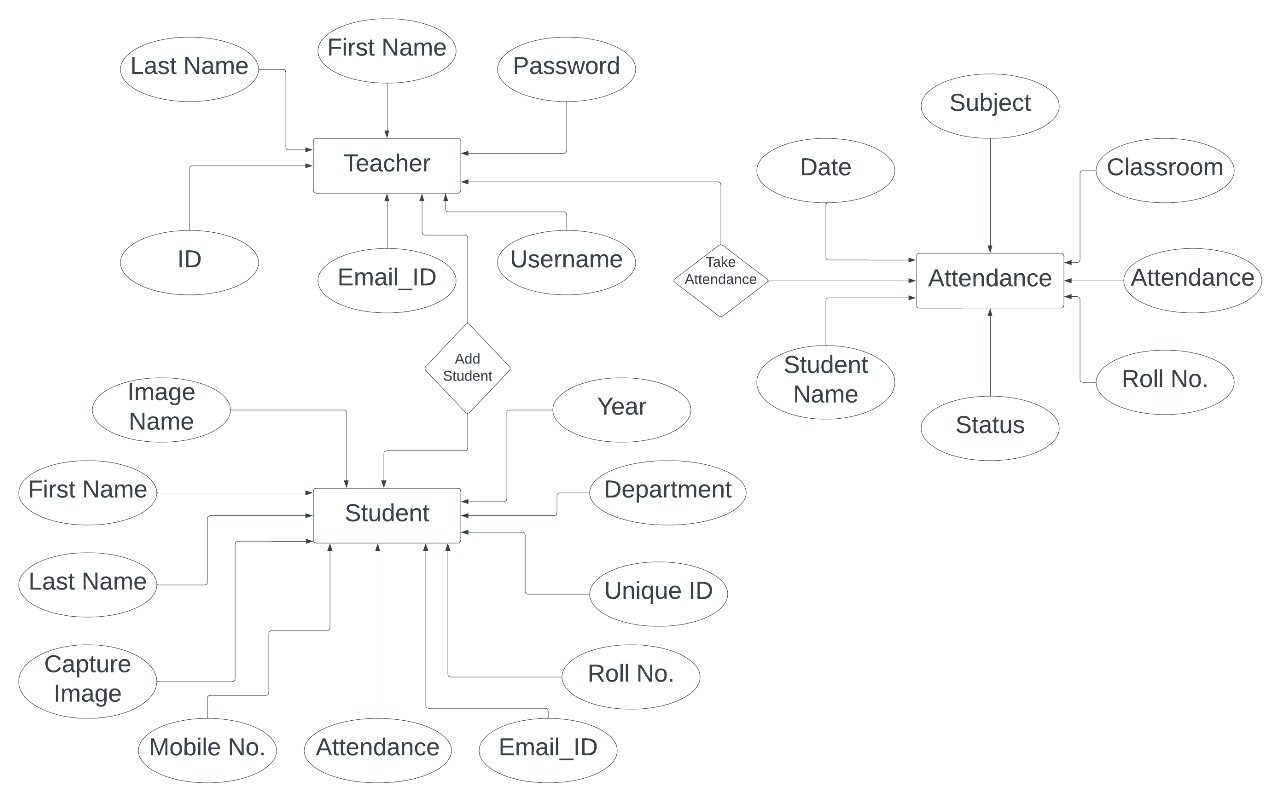 First Name
Last Name
Password
Subject
Teacher
Date
Classroom
ID
Email_ID
Username
Take
Attendance
Attendance
Attendance
Add
Student
Student
Name
Roll No.
Status
Image
Name
Year
First Name
Department
Student
Last Name
Unique ID
Capture
Image
Roll No.
Mobile No.
Attendance
Email_ID